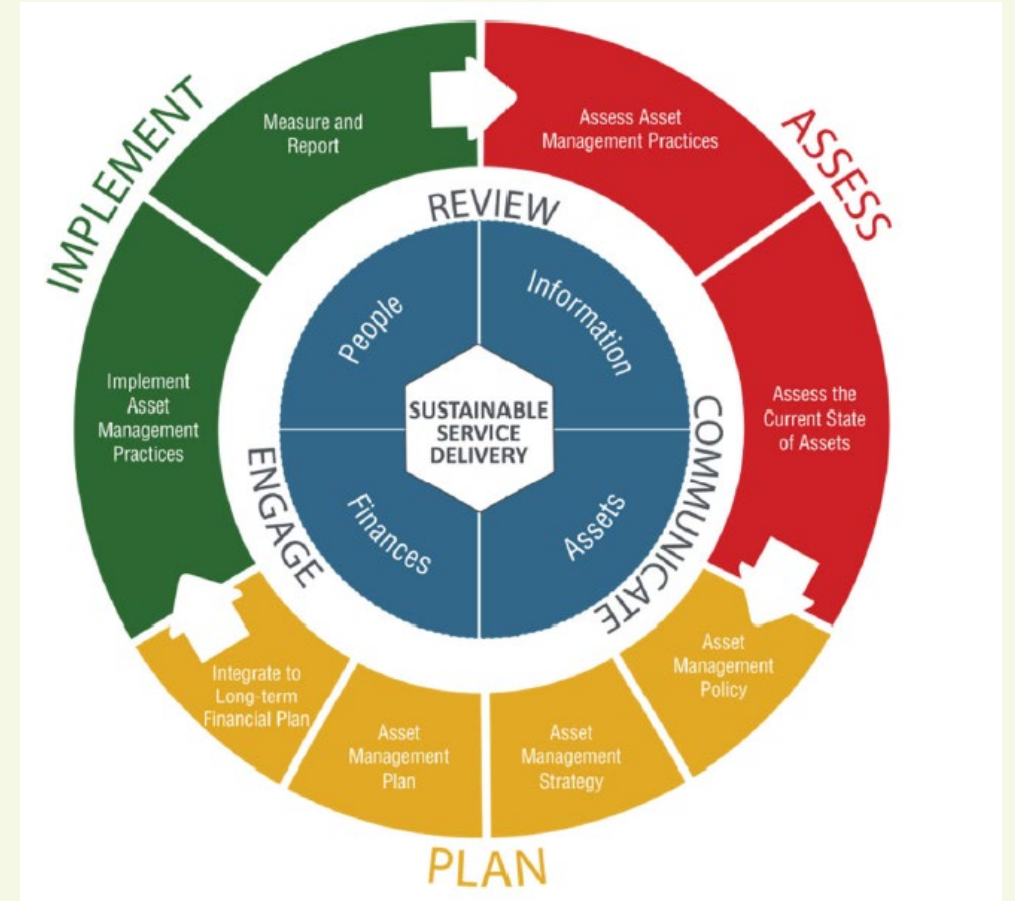 IMPLEMENT
Measure and
Report
Assess Asset
Management Practices
ASSESS
REVIEW
People
Information
Implement
Asset
Management
Practices
SUSTAINABLE
SERVICE
DELIVERY
Assess the
Current State
of Assets
ENGAGE
COMMUNICATE
Finances
Assets
Integrate to
Long-term
Financial Plan
Asset
Management
Plan
Asset
Management
Strategy
Asset
Management
Policy
PLAN